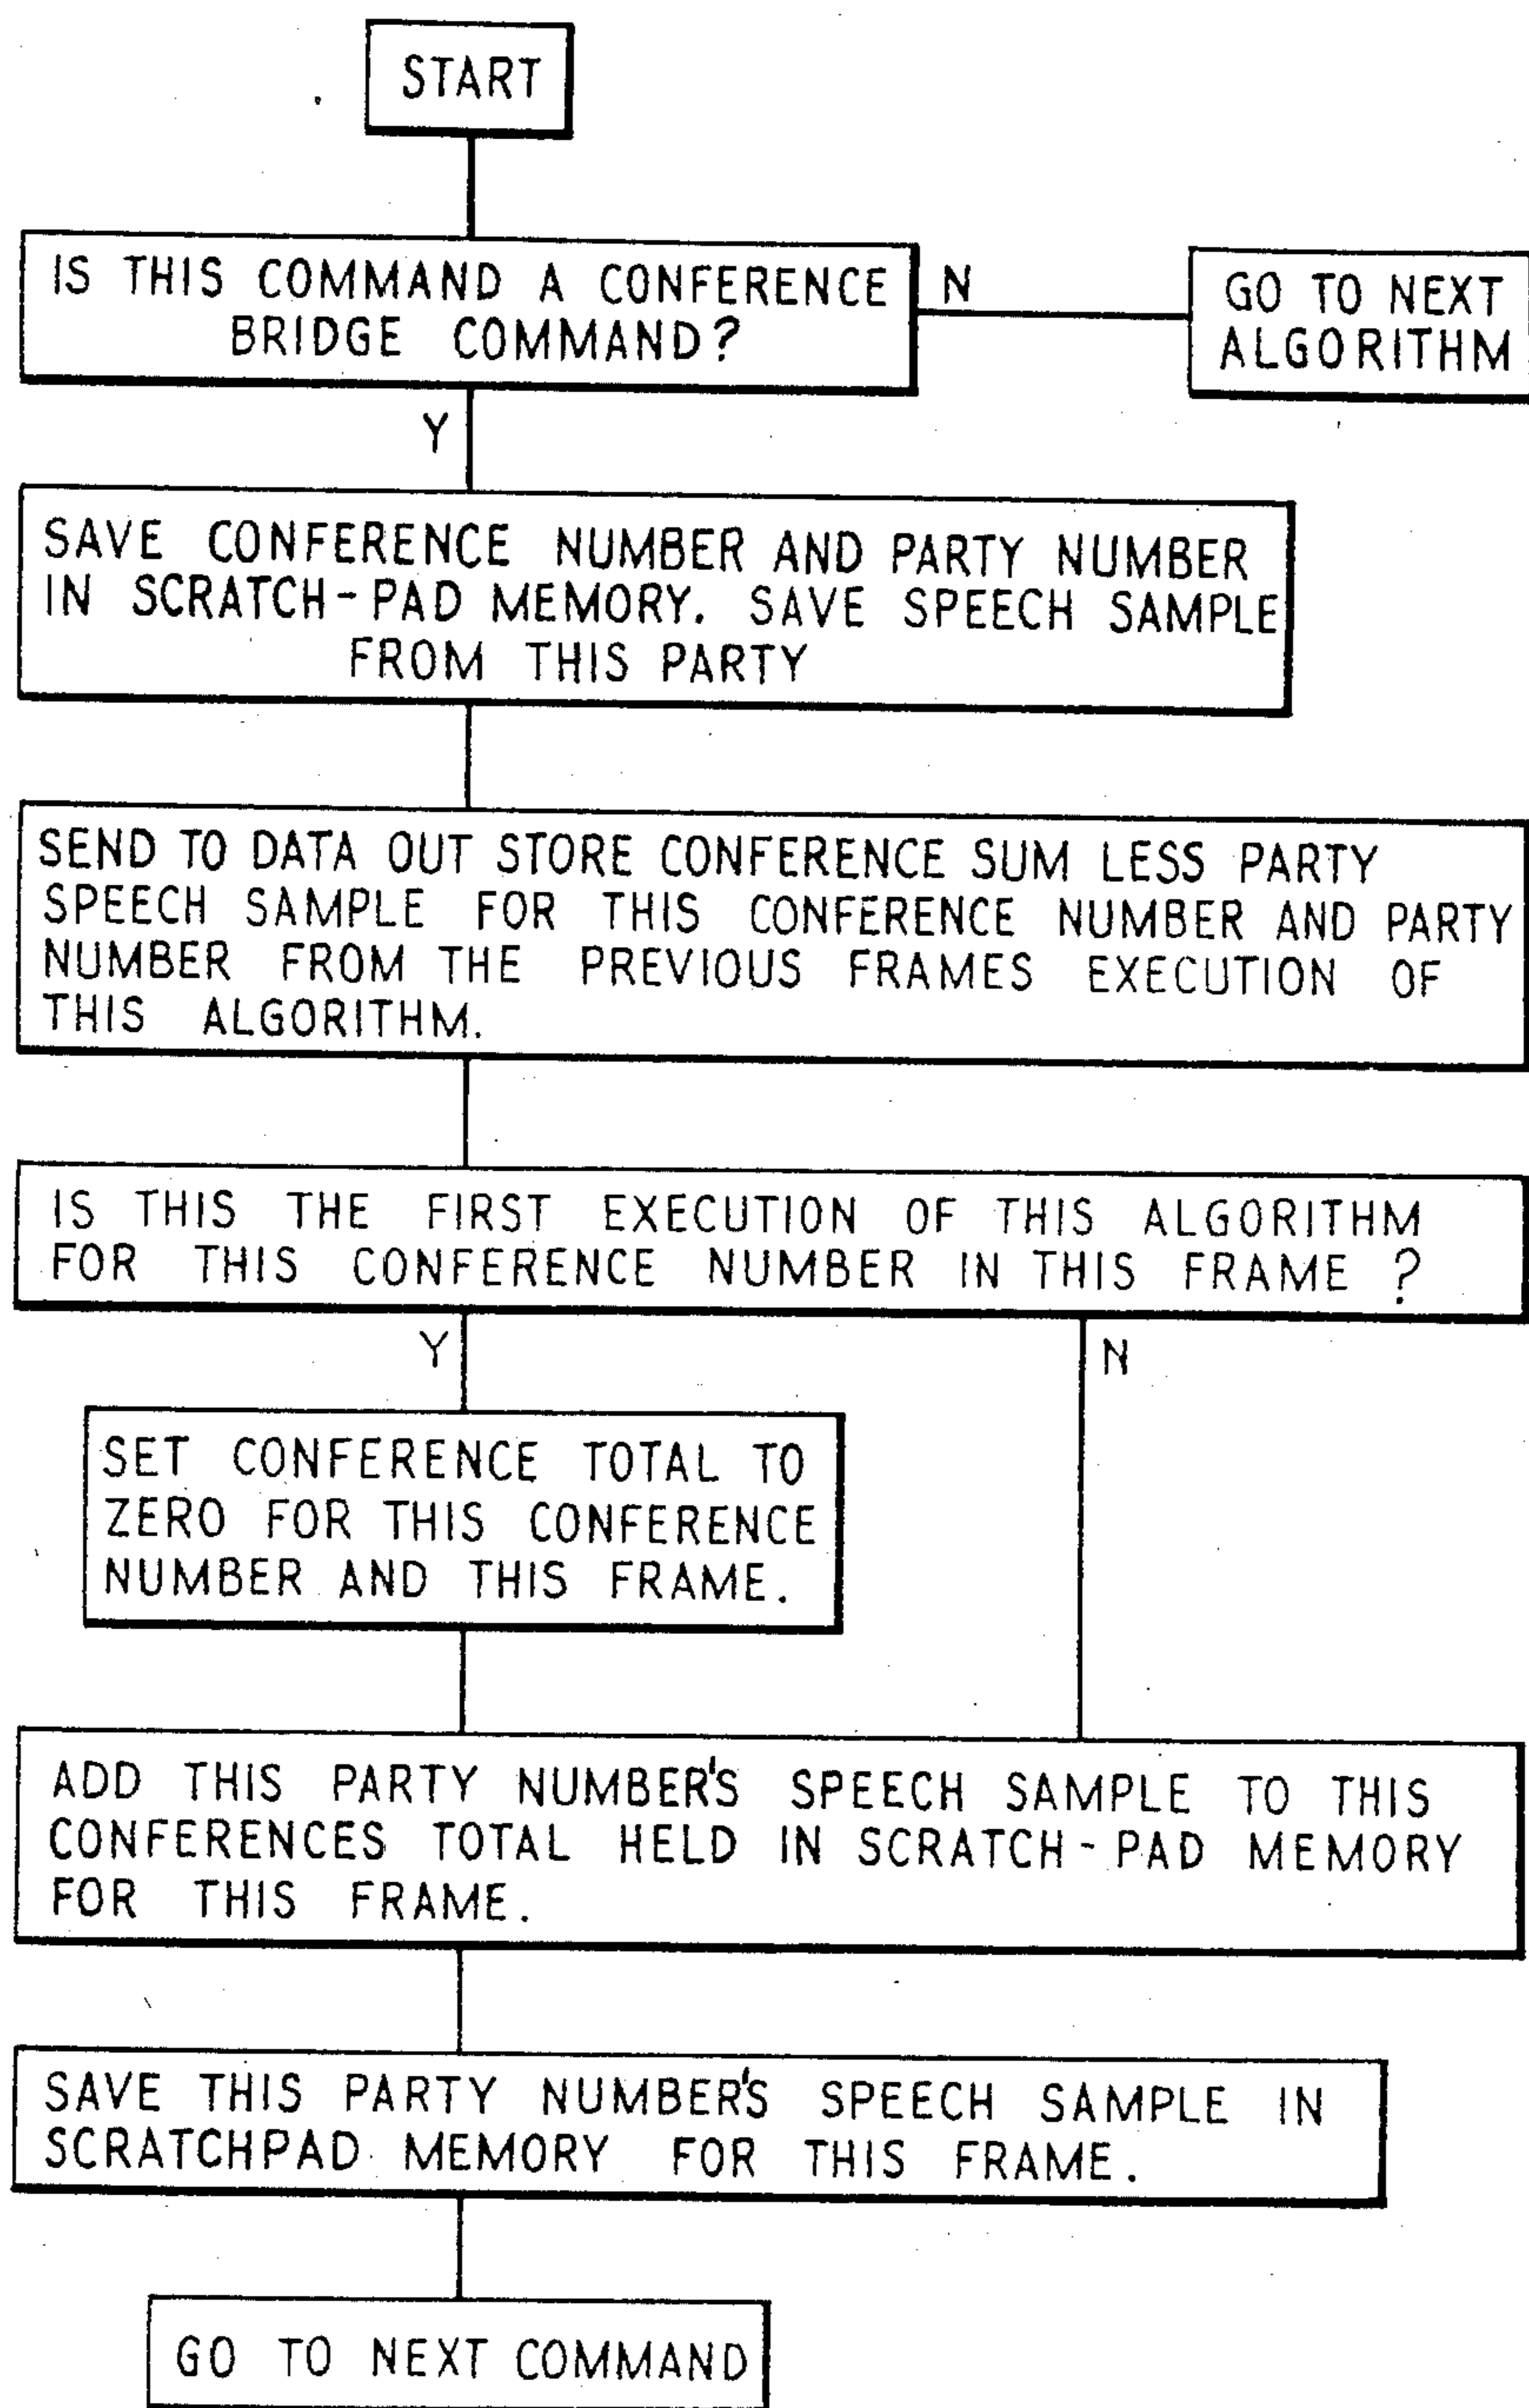 START
IS THIS COMMAND A CONFERENCE
BRIDGE COMMAND?
N
GO TO NEXT
ALGORITHM
Y
SAVE CONFERENCE NUMBER AND PARTY NUMBER
IN SCRATCH-PAD MEMORY. SAVE SPEECH SAMPLE
FROM THIS PARTY
SEND TO DATA OUT STORE CONFERENCE SUM LESS PARTY
SPEECH SAMPLE FOR THIS CONFERENCE NUMBER AND PARTY
NUMBER FROM THE PREVIOUS FRAMES EXECUTION OF
THIS ALGORITHM.
IS THIS THE FIRST EXECUTION OF THIS ALGORITHM
FOR THIS CONFERENCE NUMBER IN THIS FRAME ?
Y
N
SET CONFERENCE TOTAL TO
ZERO FOR THIS CONFERENCE
NUMBER AND THIS FRAME.
ADD THIS PARTY NUMBER'S SPEECH SAMPLE TO THIS
CONFERENCES TOTAL HELD IN SCRATCH-PAD MEMORY
FOR THIS FRAME.
SAVE THIS PARTY NUMBER'S SPEECH SAMPLE IN
SCRATCHPAD MEMORY FOR THIS FRAME.
GO TO NEXT COMMAND